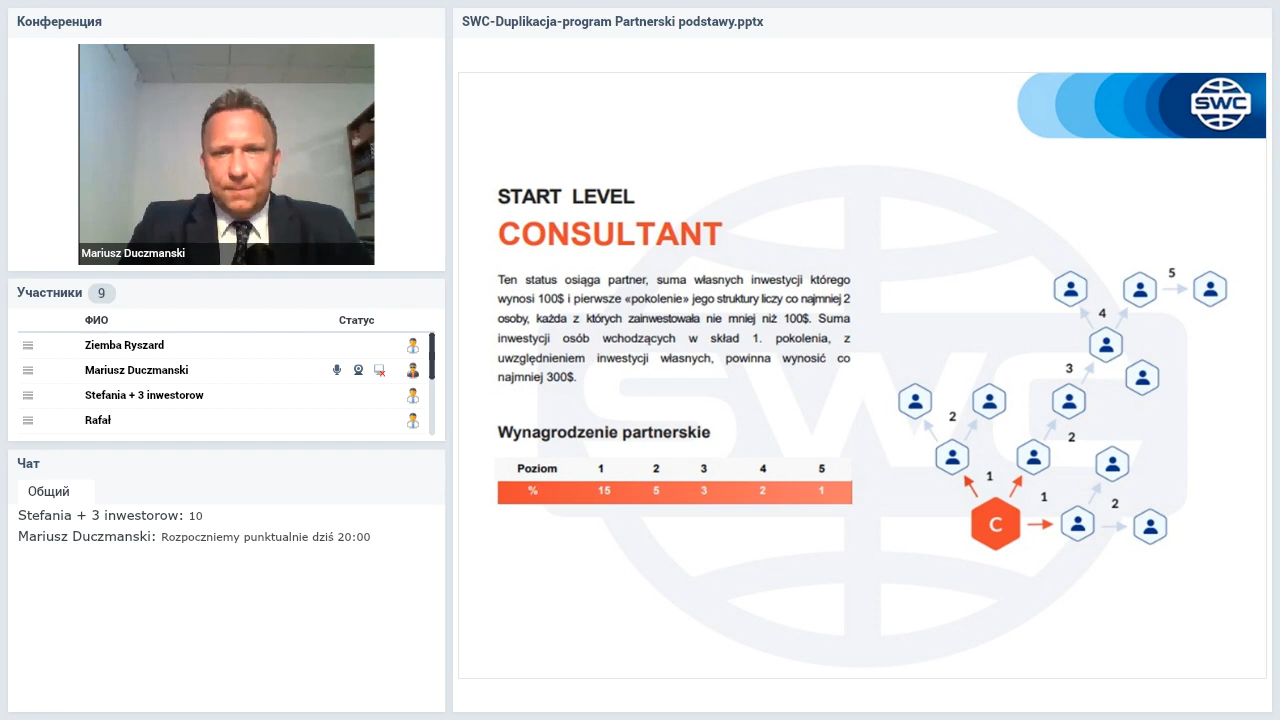 Конференция
Mariusz Duczmanski
Участники 9
ФИО Статус
Ziemba Ryszard
Mariusz Duczmanski
Stefania + 3 inwestorow
Rafał
Чат
Общий
Stefania + 3 inwestorow: 10
Mariusz Duczmanski: Rozpoczniemy punktualnie dziś 20:00
SWC-Duplikacja-program Partnerski podstawy.pptx
SWC
START LEVEL
CONSULTANT
Ten status osiąga partner, suma własnych inwestycji którego
wynosi 100$ i pierwsze «pokolenie» jego struktury liczy co najmniej 2
osoby, każda z których zainwestowała nie mniej niż 100$. Suma
inwestycji osób wchodzących w skład 1. pokolenia, z
uwzględnieniem inwestycji własnych, powinna wynosić co
najmniej 300$.
Wynagrodzenie partnerskie
Poziom 1 2 3 4 5
% 15 5 3 2 1
5
4
3
2
2
1
1
2
C
SWC